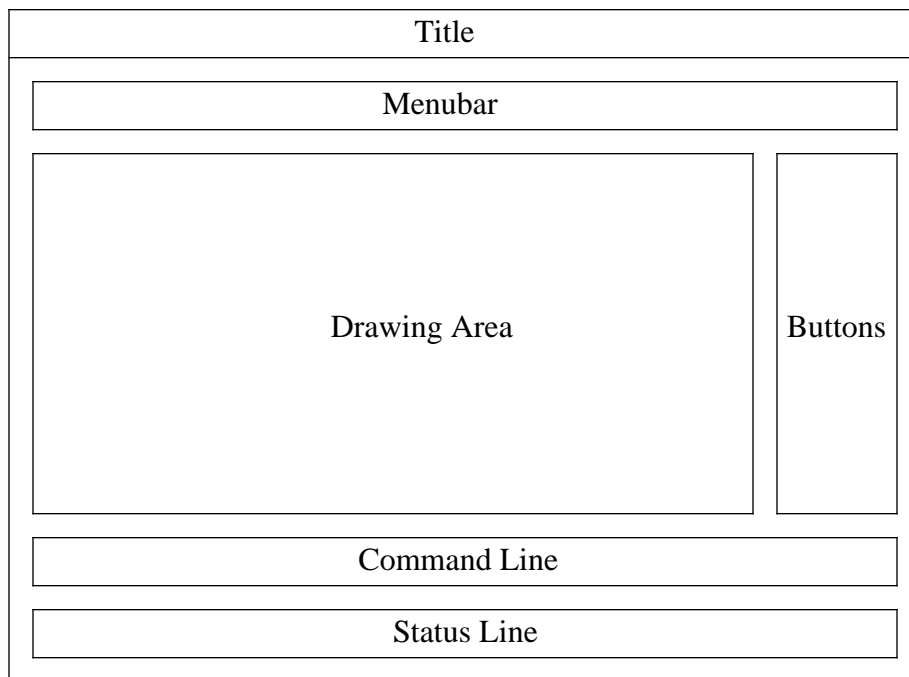 Title
Menubar
Drawing Area
Buttons
Command Line
Status Line